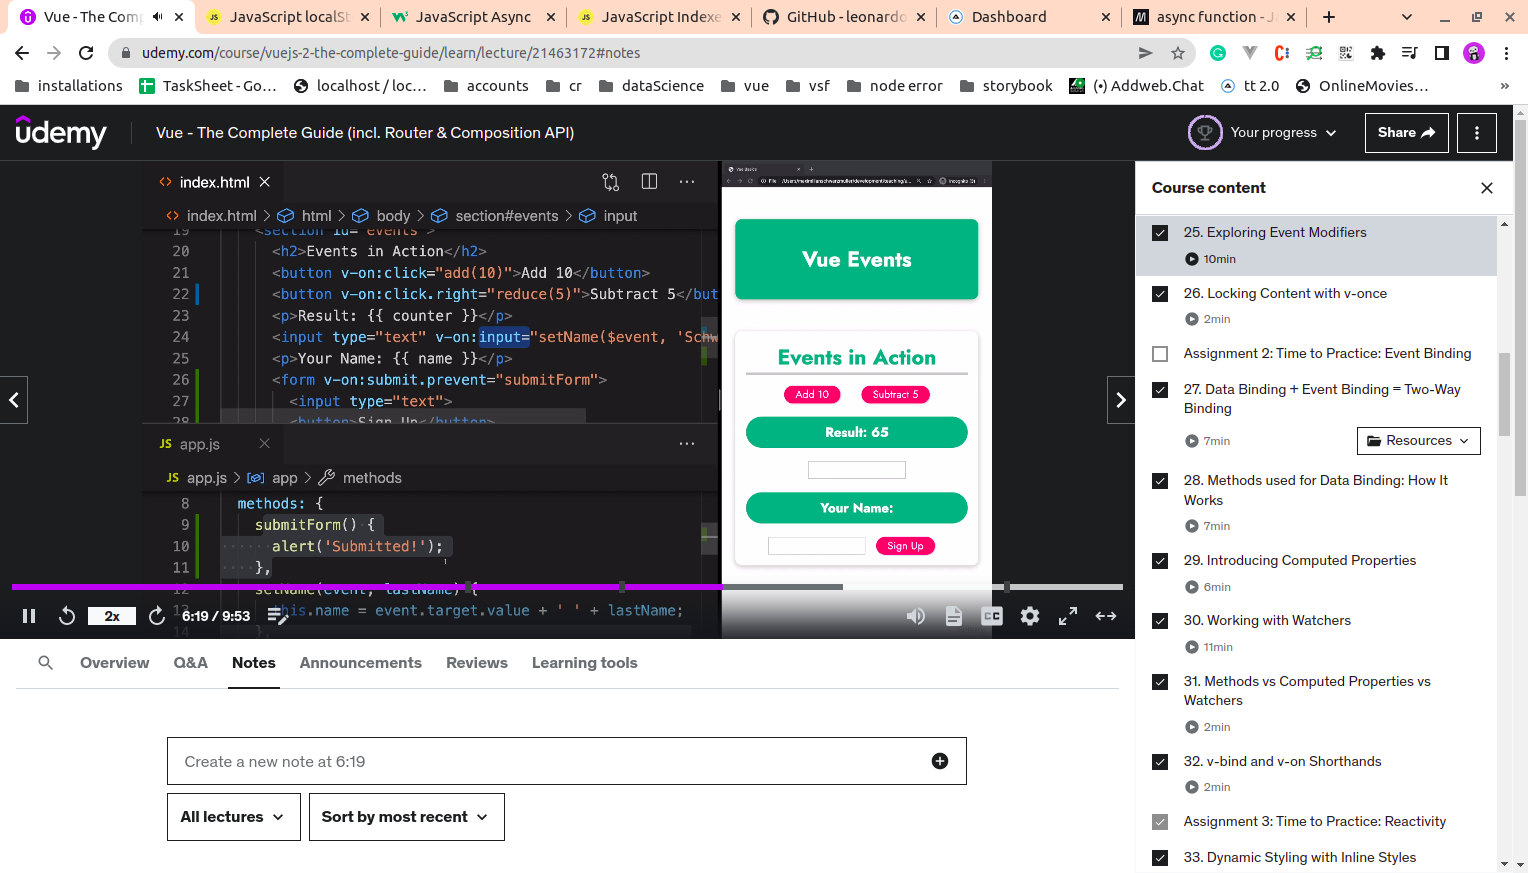 Vue - The Comp
JavaScript localSt
JavaScript Async
JavaScript Indexe
GitHub - leonardo
Dashboard
async function - Ja
udemy.com/course/vuejs-2-the-complete-guide/learn/lecture/21463172#notes
installations
TaskSheet - Go...
localhost / loc...
accounts
cr
dataScience
vue
vsf
node error
storybook
(•) Addweb.Chat
tt 2.0
OnlineMovies...
udemy
Vue - The Complete Guide (incl. Router & Composition API)
Your progress
Share
index.html
index.html > html > body > section#events > input
19 <section id="events">
20 <h2>Events in Action</h2>
21 <button v-on:click="add(10)">Add 10</button>
22 <button v-on:click.right="reduce(5)">Subtract 5</but
23 <p>Result: {{ counter }}</p>
24 <input type="text" v-on:input="setName($event, 'Schw
25 <p>Your Name: {{ name }}</p>
26 <form v-on:submit.prevent="submitForm">
27 <input type="text">
28 <button>Sign Up</button>
JS app.js
JS app.js > app > methods
8 methods: {
9 submitForm() {
10 alert('Submitted!');
11 },
12 setName(event, lastName) {
13 this.name = event.target.value + ' ' + lastName;
14 },
Vue Basics
Vue Events
Events in Action
Add 10
Subtract 5
Result: 65
Your Name:
Sign Up
2x
6:19 / 9:53
CC
Overview
Q&A
Notes
Announcements
Reviews
Learning tools
Create a new note at 6:19
All lectures
Sort by most recent
Course content
25. Exploring Event Modifiers
10min
26. Locking Content with v-once
2min
Assignment 2: Time to Practice: Event Binding
27. Data Binding + Event Binding = Two-Way
Binding
7min
Resources
28. Methods used for Data Binding: How It
Works
7min
29. Introducing Computed Properties
6min
30. Working with Watchers
11min
31. Methods vs Computed Properties vs
Watchers
2min
32. v-bind and v-on Shorthands
2min
Assignment 3: Time to Practice: Reactivity
33. Dynamic Styling with Inline Styles